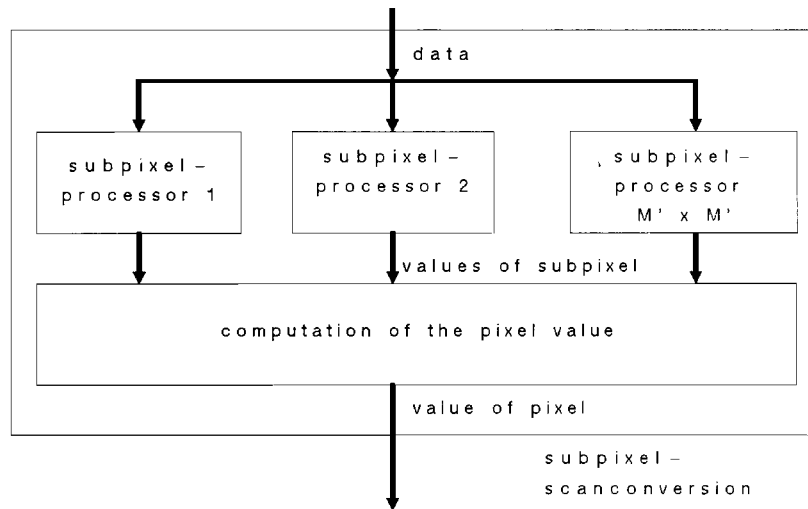 data
subpixel-
processor 1
subpixel-
processor 2
subpixel-
processor
M' x M'
values of subpixel
computation of the pixel value
value of pixel
subpixel-
scanconversion